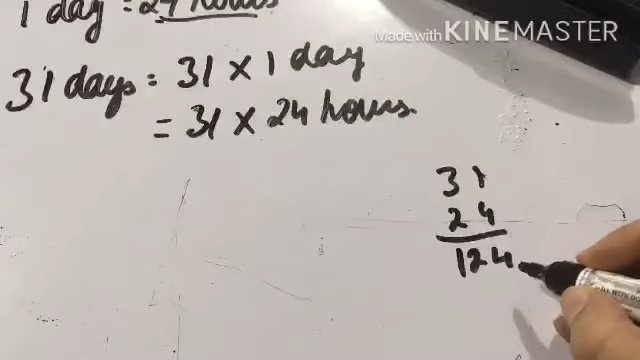 1 day = 24 hours
Made with KINEMASTER
31 days = 31 × 1 day
= 31 × 24 hours.
31
24
124